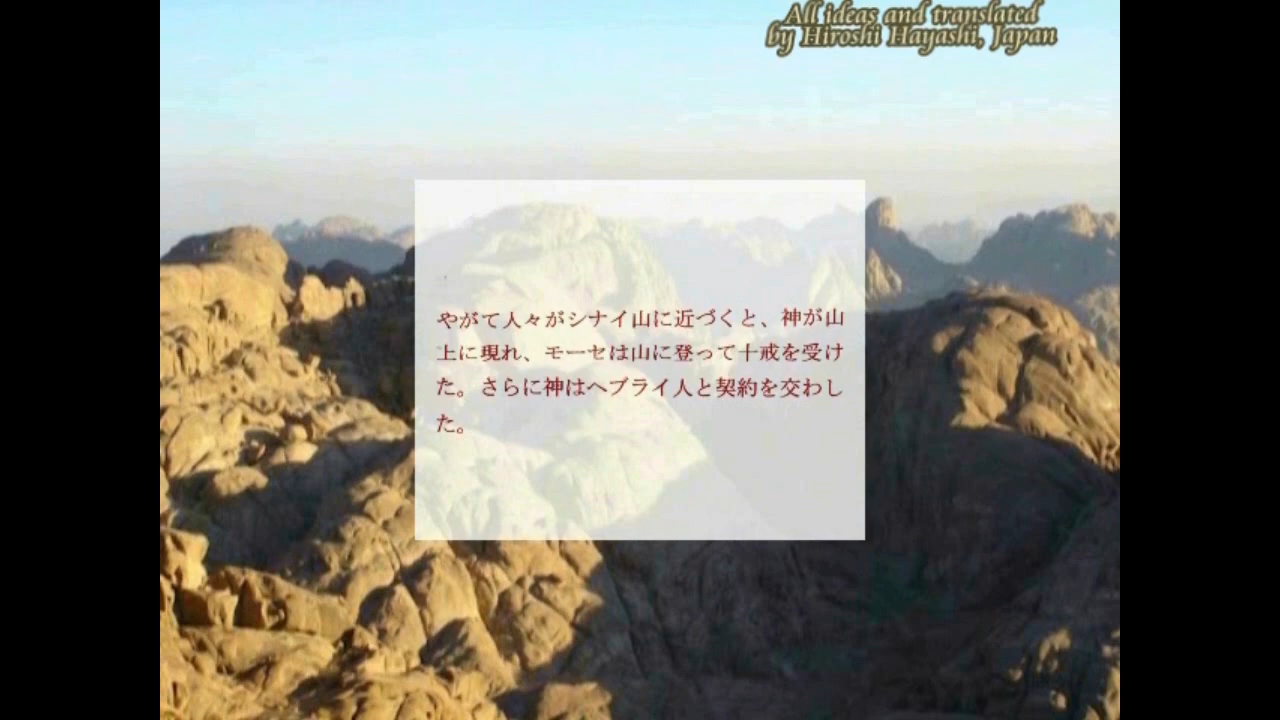 All ideas and translated
by Hiroshi Hayashi, Japan
やがて人々がシナイ山に近づくと、神が山
上に現れ、モーセは山に登って十戒を受け
た。さらに神はヘブライ人と契約を交わし
た。